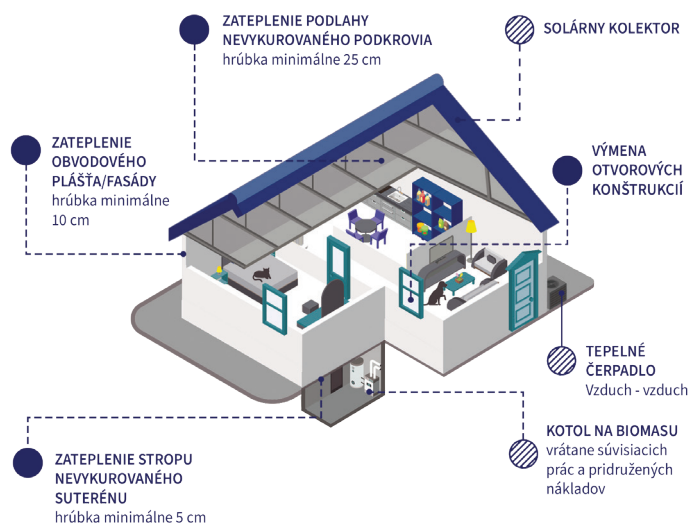 ZATEPLENIE PODLAHY
NEVYKUROVANÉHO PODKROVIA
hrúbka minimálne 25 cm
SOLÁRNY KOLEKTOR
ZATEPLENIE
OBVODOVÉHO
PLÁŠŤA/FASÁDY
hrúbka minimálne
10 cm
VÝMENA
OTVOROVÝCH
KONŠTRUKCIÍ
TEPELNÉ
ČERPADLO
Vzduch - vzduch
KOTOL NA BIOMASU
vrátane súvisiacich
prác a pridružených
nákladov
ZATEPLENIE STROPU
NEVYKUROVANÉHO
SUTERÉNU
hrúbka minimálne 5 cm